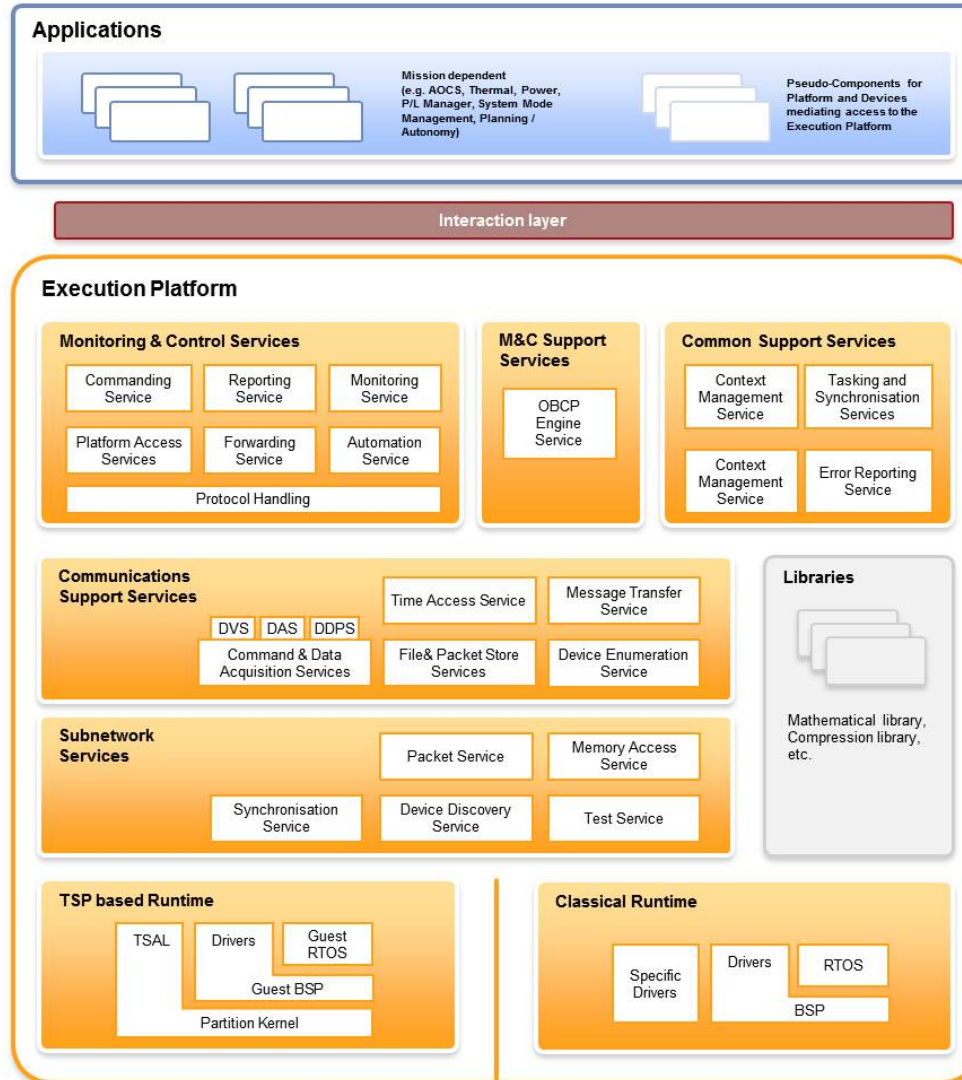 Applications
Mission dependent
(e.g. AOCS, Thermal, Power,
P/L Manager, System Mode
Management, Planning /
Autonomy)
Pseudo-Components for
Platform and Devices
mediating access to the
Execution Platform
Interaction layer
Execution Platform
Monitoring & Control Services
Commanding
Service
Reporting
Service
Monitoring
Service
Platform Access
Services
Forwarding
Service
Automation
Service
Protocol Handling
M&C Support
Services
OBCP
Engine
Service
Common Support Services
Context
Management
Service
Tasking and
Synchronisation
Services
Context
Management
Service
Error Reporting
Service
Communications
Support Services
Time Access Service
Message Transfer
Service
DVS
DAS
DDPS
Command & Data
Acquisition Services
File& Packet Store
Services
Device Enumeration
Service
Libraries
Mathematical library,
Compression library,
etc.
Subnetwork
Services
Packet Service
Memory Access
Service
Synchronisation
Service
Device Discovery
Service
Test Service
TSP based Runtime
TSAL
Drivers
Guest
RTOS
Guest BSP
Partition Kernel
Classical Runtime
Specific
Drivers
Drivers
RTOS
BSP